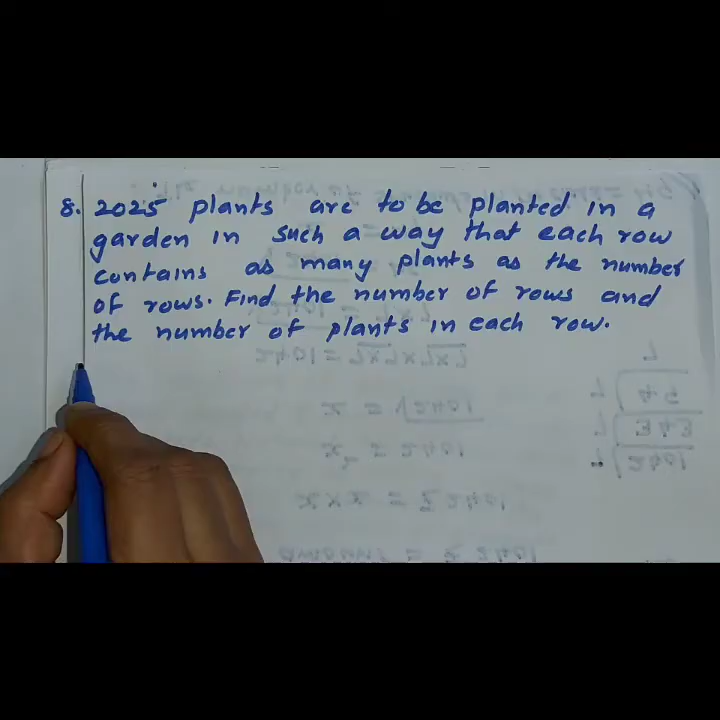 8. 2025 plants are to be planted in a
garden in such a way that each row
contains as many plants as the number
of rows. Find the number of rows and
the number of plants in each row.